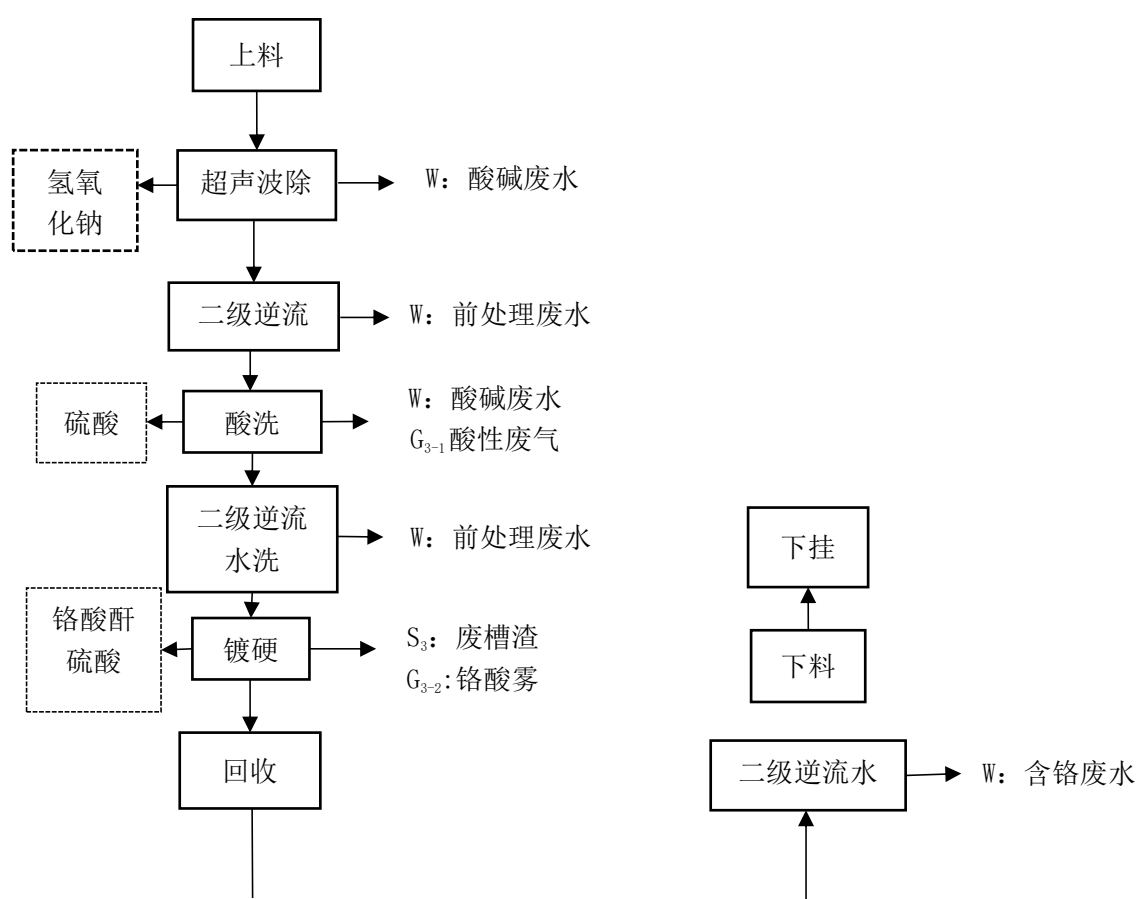 上料
氢氧
化钠
超声波除
W: 酸碱废水
二级逆流
W: 前处理废水
硫酸
酸洗
W: 酸碱废水
G3-1酸性废气
二级逆流
水洗
W: 前处理废水
铬酸酐
硫酸
镀硬
S3: 废槽渣
G3-2:铬酸雾
回收
下挂
下料
二级逆流水
W: 含铬废水